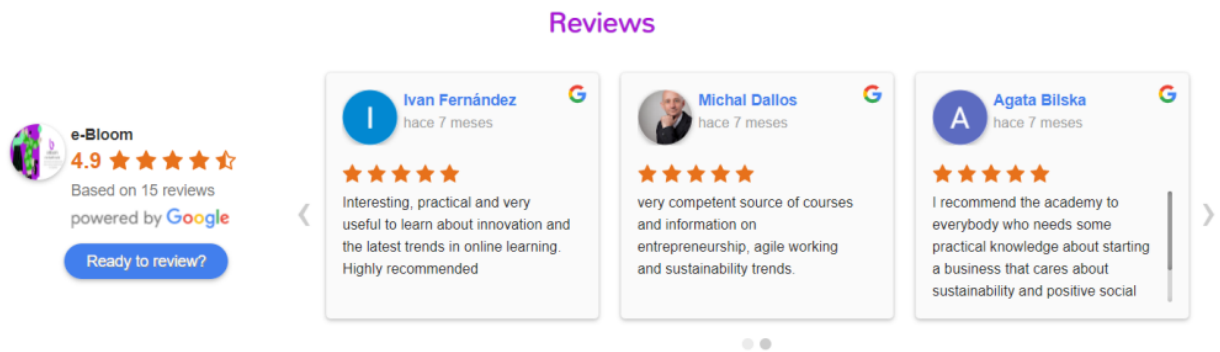 Reviews
e-Bloom
4.9
Based on 15 reviews
powered by Google
Ready to review?
I
Ivan Fernández
hace 7 meses
Interesting, practical and very
useful to learn about innovation and
the latest trends in online learning.
Highly recommended
Michal Dallos
hace 7 meses
very competent source of courses
and information on
entrepreneurship, agile working
and sustainability trends.
A
Agata Bilska
hace 7 meses
I recommend the academy to
everybody who needs some
practical knowledge about starting
a business that cares about
sustainability and positive social